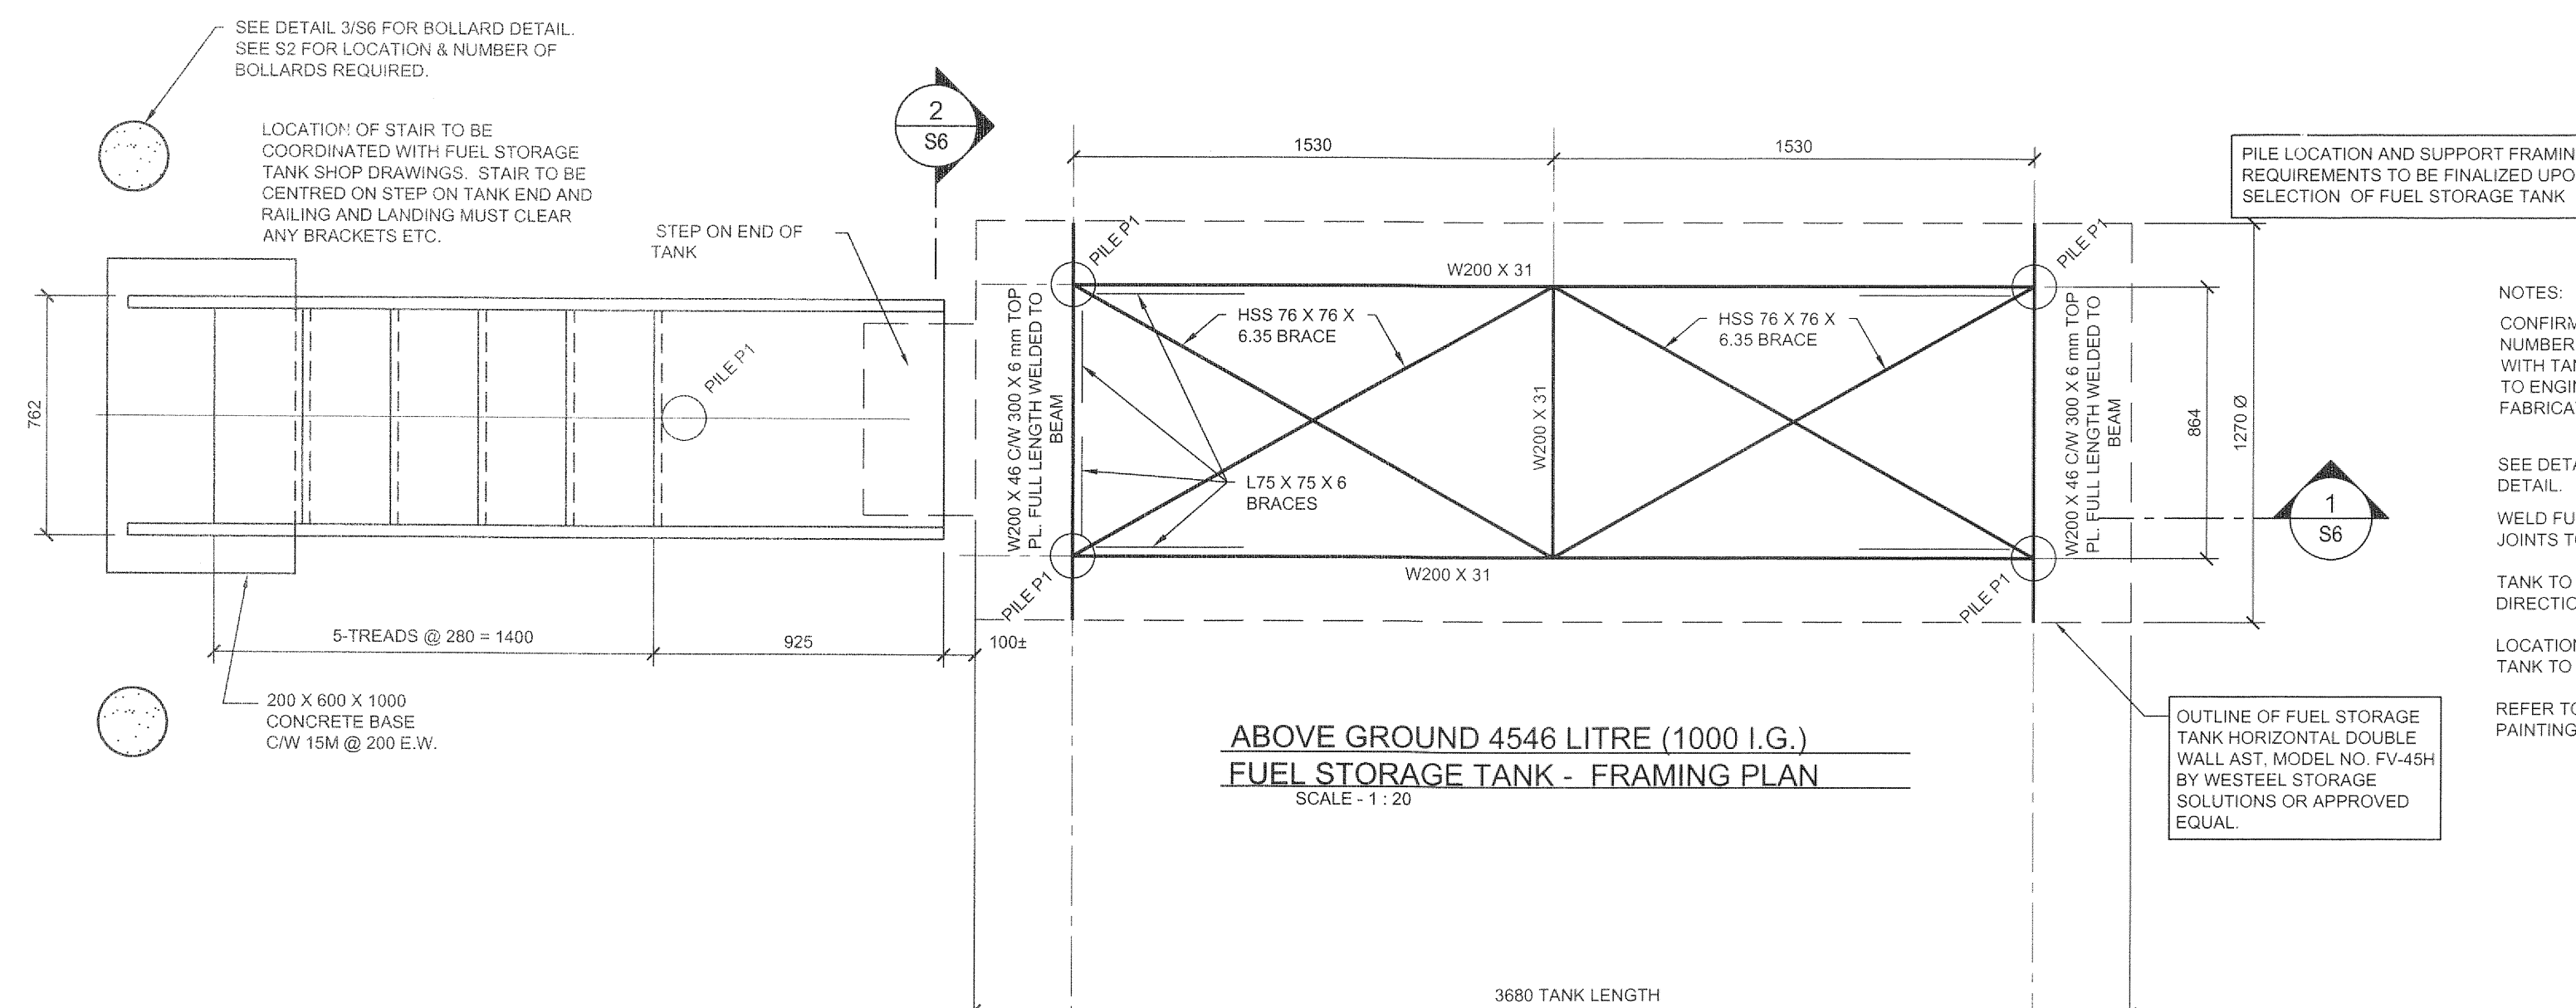 SEE DETAIL 3/S6 FOR BOLLARD DETAIL.
SEE S2 FOR LOCATION & NUMBER OF
BOLLARDS REQUIRED.
LOCATION OF STAIR TO BE
COORDINATED WITH FUEL STORAGE
TANK SHOP DRAWINGS. STAIR TO BE
CENTRED ON STEP ON TANK END AND
RAILING AND LANDING MUST CLEAR
ANY BRACKETS ETC.
STEP ON END OF
TANK
2
S6
1530
1530
PILE P1
PILE P1
W200 X 31
HSS 76 X 76 X
6.35 BRACE
HSS 76 X 76 X
6.35 BRACE
W200 X 46 C/W 300 X 6 mm TOP
PL. FULL LENGTH WELDED TO
BEAM
W200 X 31
W200 X 46 C/W 300 X 6 mm TOP
PL. FULL LENGTH WELDED TO
BEAM
864
1270 Ø
762
PILE P1
L75 X 75 X 6
BRACES
W200 X 31
PILE P1
PILE P1
1
S6
5-TREADS @ 280 = 1400
925
100±
200 X 600 X 1000
CONCRETE BASE
C/W 15M @ 200 E.W.
ABOVE GROUND 4546 LITRE (1000 I.G.)
FUEL STORAGE TANK - FRAMING PLAN
SCALE - 1 : 20
3680 TANK LENGTH
PILE LOCATION AND SUPPORT FRAMIN
REQUIREMENTS TO BE FINALIZED UPO
SELECTION OF FUEL STORAGE TANK
OUTLINE OF FUEL STORAGE
TANK HORIZONTAL DOUBLE
WALL AST, MODEL NO. FV-45H
BY WESTEEL STORAGE
SOLUTIONS OR APPROVED
EQUAL.
NOTES:
CONFIRM
NUMBER
WITH TAN
TO ENGIN
FABRICA
SEE DETA
DETAIL.
WELD FU
JOINTS T
TANK TO
DIRECTIO
LOCATION
TANK TO
REFER TO
PAINTING